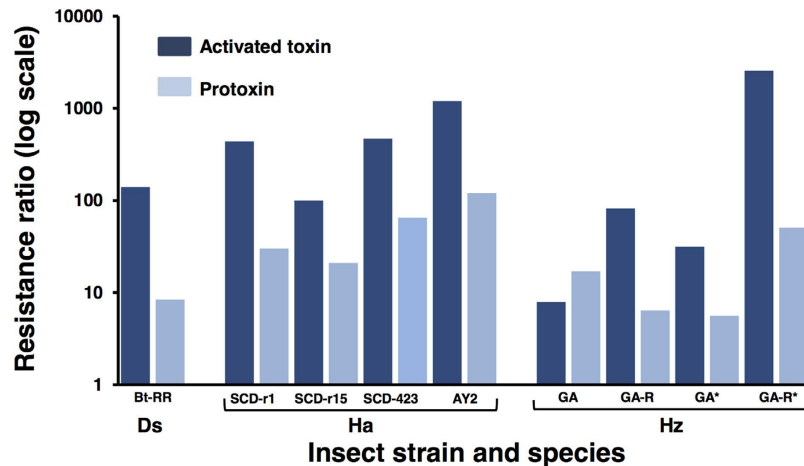 Resistance ratio (log scale)
10000
1000
100
10
1
Activated toxin
Protoxin
Bt-RR SCD-r1 SCD-r15 SCD-423 AY2 GA GA-R GA* GA-R*
Ds Ha Hz
Insect strain and species